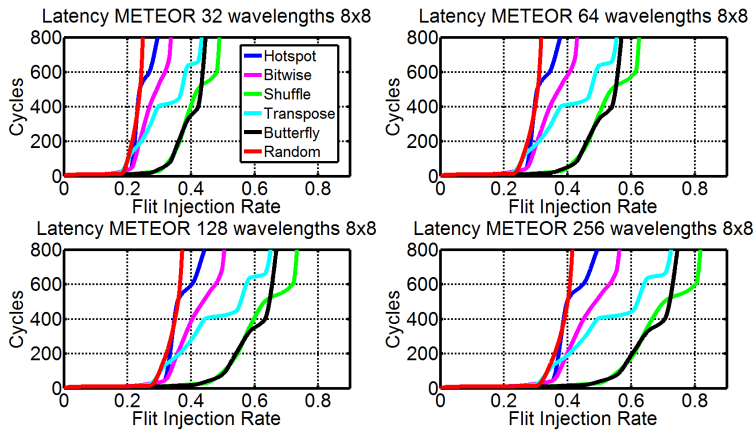 Latency METEOR 32 wavelengths 8x8
800
600
400
200
0
Cycles
0 0.2 0.4 0.6 0.8
Flit Injection Rate
Hotspot
Bitwise
Shuffle
Transpose
Butterfly
Random
Latency METEOR 64 wavelengths 8x8
800
600
400
200
0
Cycles
0 0.2 0.4 0.6 0.8
Flit Injection Rate
Latency METEOR 128 wavelengths 8x8
800
600
400
200
0
Cycles
0 0.2 0.4 0.6 0.8
Flit Injection Rate
Latency METEOR 256 wavelengths 8x8
800
600
400
200
0
Cycles
0 0.2 0.4 0.6 0.8
Flit Injection Rate